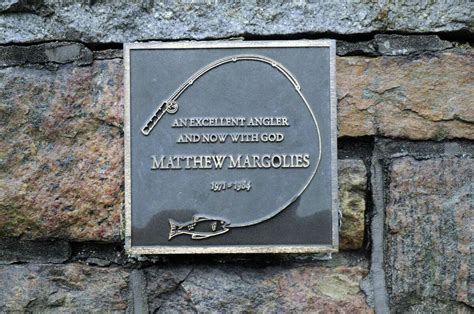 AN EXCELLENT ANGLER
AND NOW WITH GOD
MATTHEW MARGOLIES
1971 • 1984